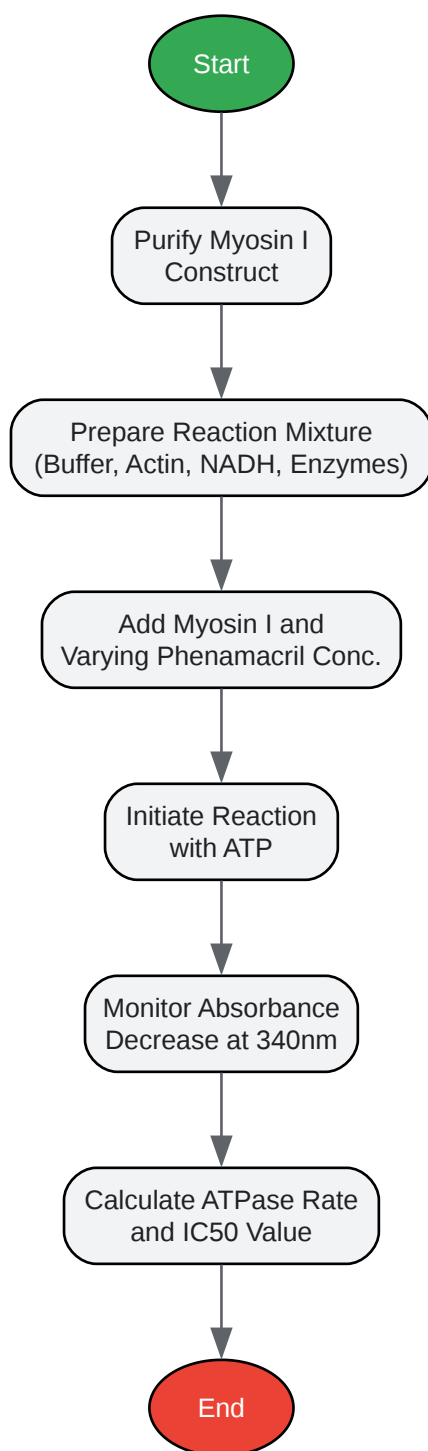 Start
Purify Myosin I
Construct
Prepare Reaction Mixture
(Buffer, Actin, NADH, Enzymes)
Add Myosin I and
Varying Phenamacril Conc.
Initiate Reaction
with ATP
Monitor Absorbance
Decrease at 340nm
Calculate ATPase Rate
and IC50 Value
End